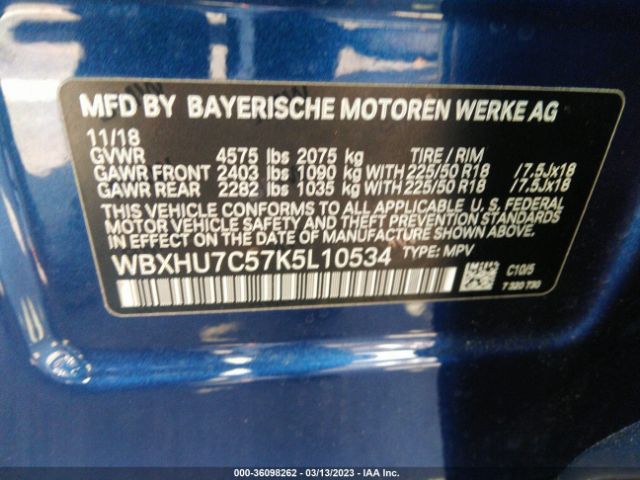 MFD BY BAYERISCHE MOTOREN WERKE AG
11/18
GVWR 4575 lbs 2075 kg TIRE / RIM
GAWR FRONT 2403 lbs 1090 kg WITH 225/50 R18 /7.5Jx18
GAWR REAR 2282 lbs 1035 kg WITH 225/50 R18 /7.5Jx18
THIS VEHICLE CONFORMS TO ALL APPLICABLE U. S. FEDERAL
MOTOR VEHICLE SAFETY AND THEFT PREVENTION STANDARDS
IN EFFECT ON THE DATE OF MANUFACTURE SHOWN ABOVE.
WBXHU7C57K5L10534 TYPE: MPV
C10/5
7 320 730
000-36098262 - 03/13/2023 - IAA Inc.